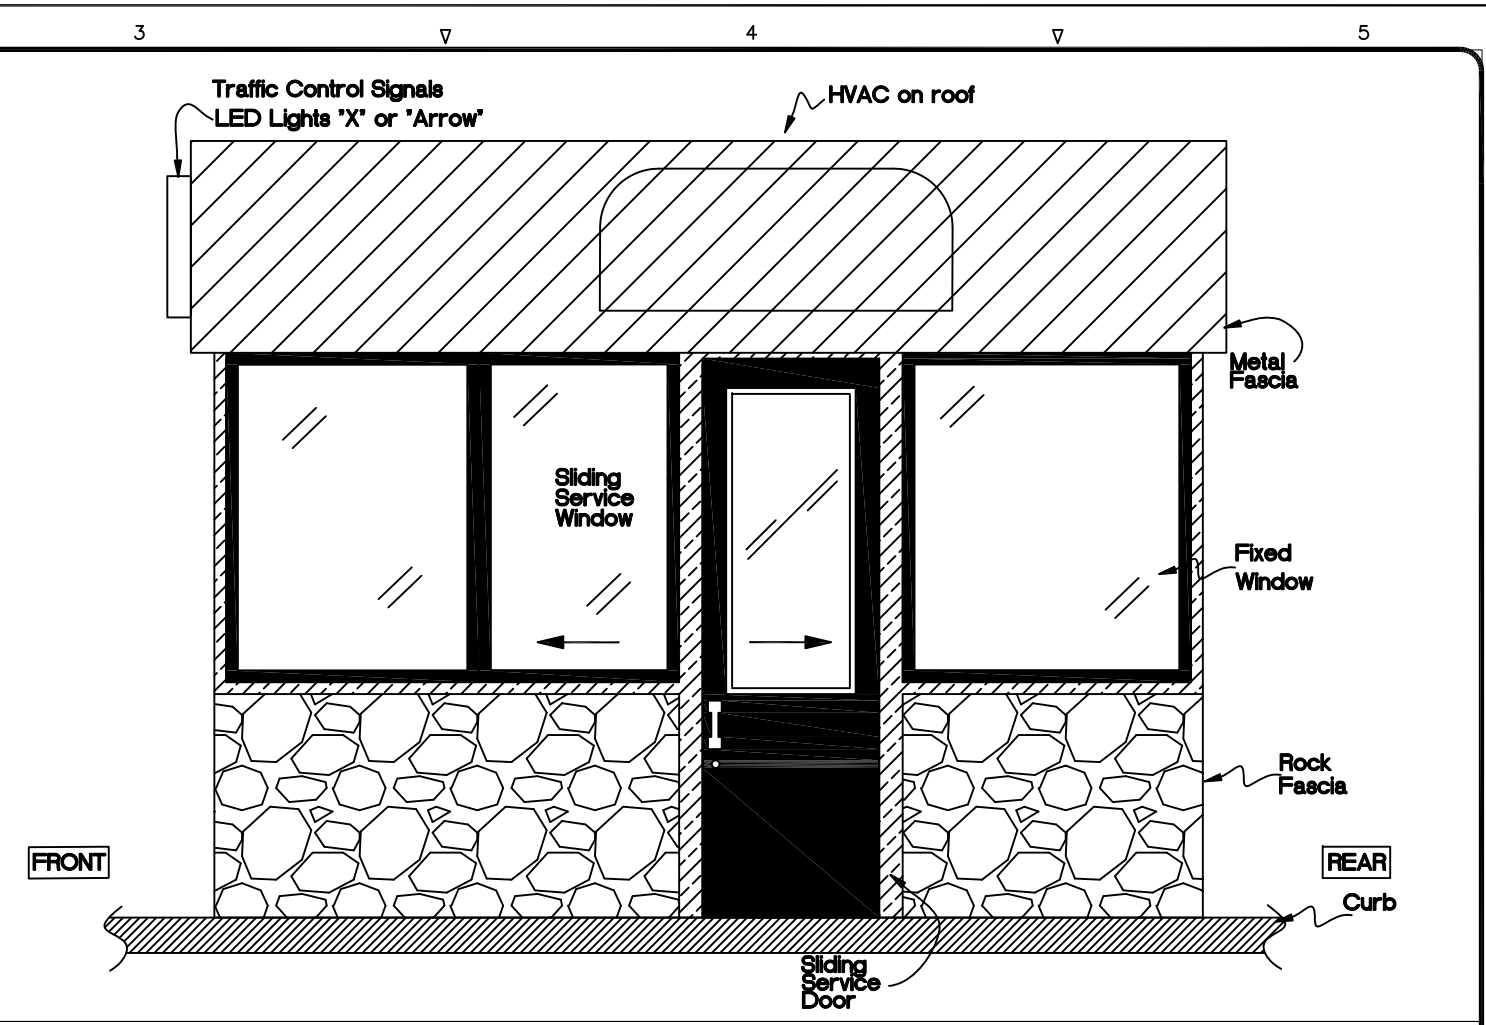 3 4 5
Traffic Control Signals
LED Lights "X" or "Arrow"
HVAC on roof
Metal
Fascia
Sliding
Service
Window
Fixed
Window
Rock
Fascia
FRONT
REAR
Curb
Sliding
Service
Door